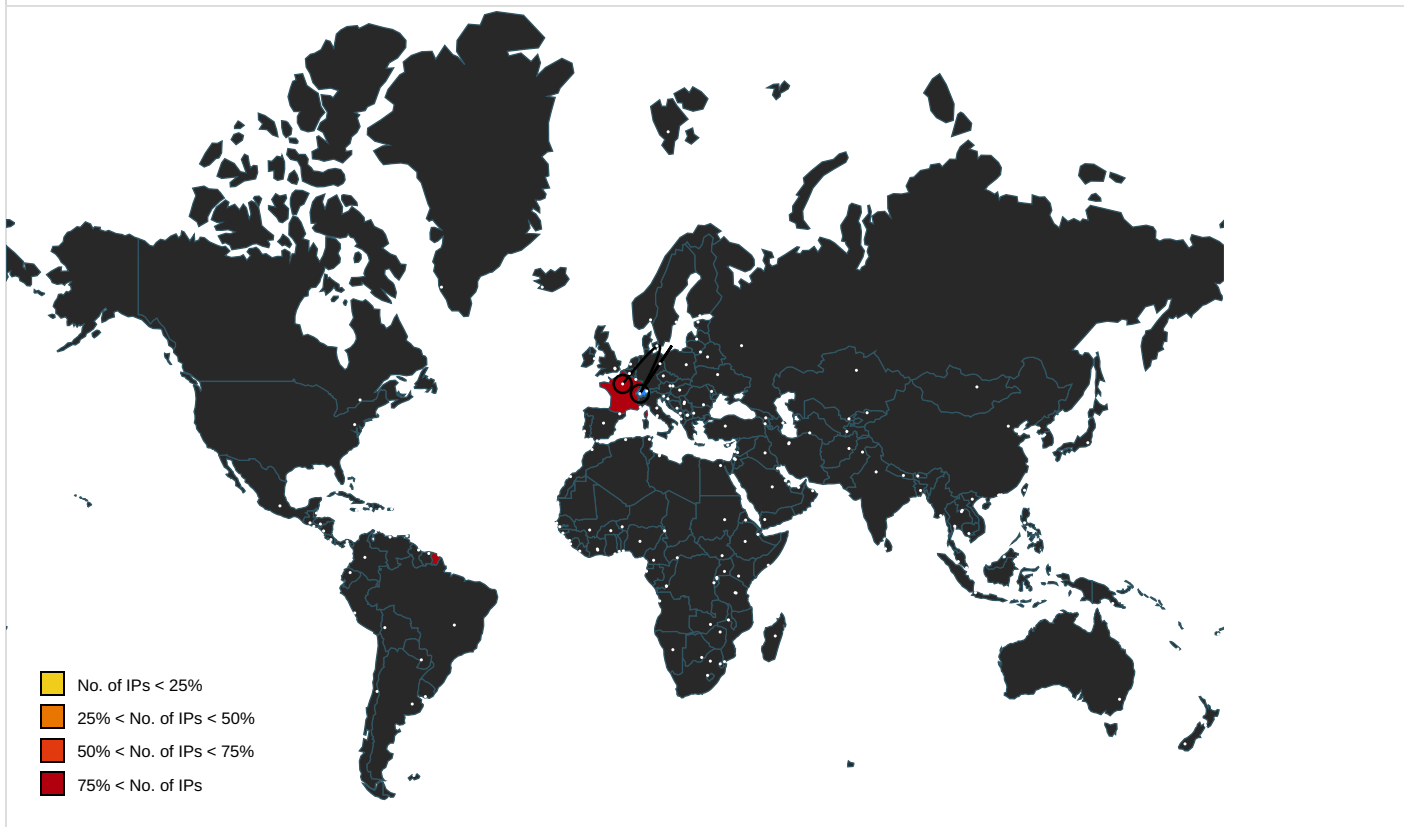 No. of IPs < 25%
25% < No. of IPs < 50%
50% < No. of IPs < 75%
75% < No. of IPs